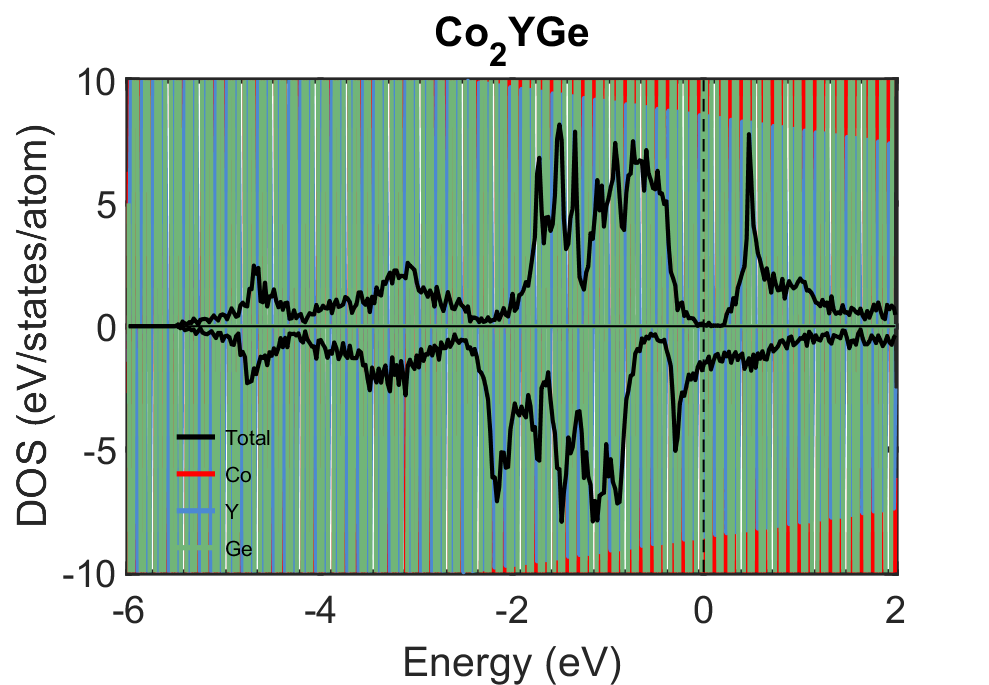 Co₂YGe
10
5
0
-5
-10
DOS (eV/states/atom)
Total
Co
Y
Ge
-6
-4
-2
0
2
Energy (eV)